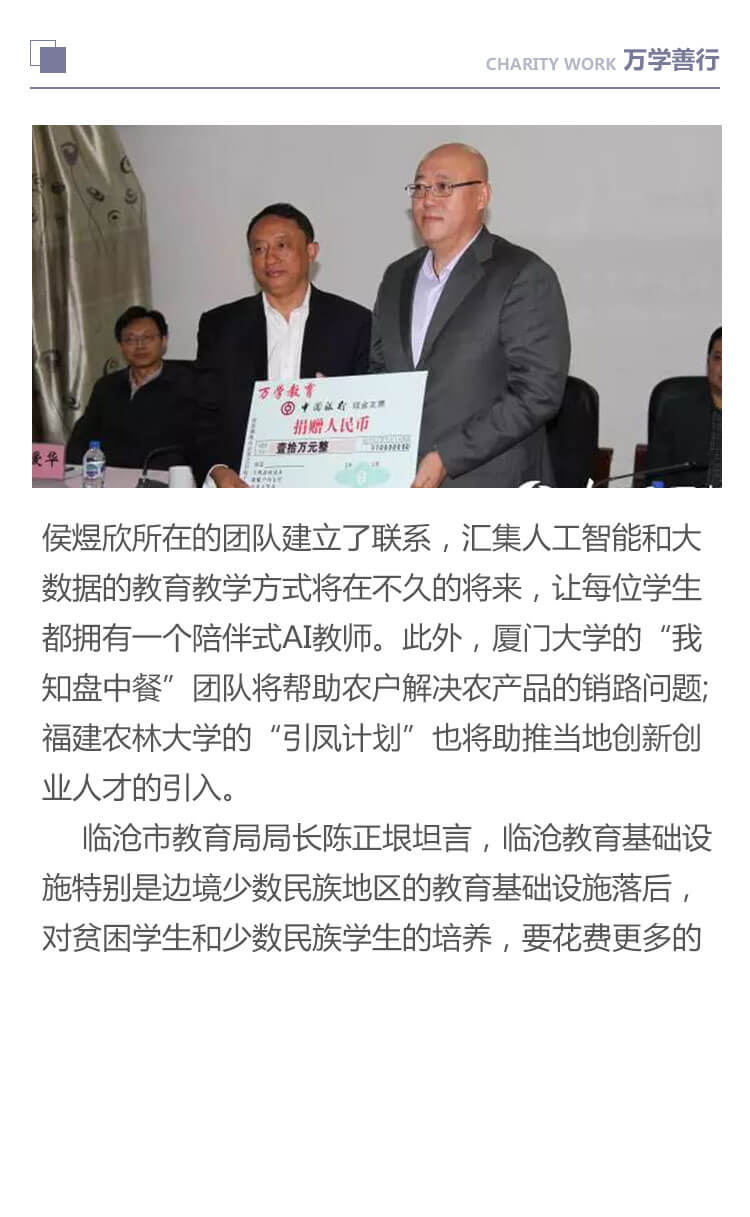 CHARITY WORK 万学善行
万学教育
中国银行 现金支票
捐赠人民币
壹拾万元整
爱华
侯煜欣所在的团队建立了联系，汇集人工智能和大
数据的教育教学方式将在不久的将来，让每位学生
都拥有一个陪伴式AI教师。此外，厦门大学的“我
知盘中餐”团队将帮助农户解决农产品的销路问题;
福建农林大学的“引凤计划”也将助推当地创新创
业人才的引入。
临沧市教育局局长陈正垠坦言，临沧教育基础设
施特别是边境少数民族地区的教育基础设施落后，
对贫困学生和少数民族学生的培养，要花费更多的